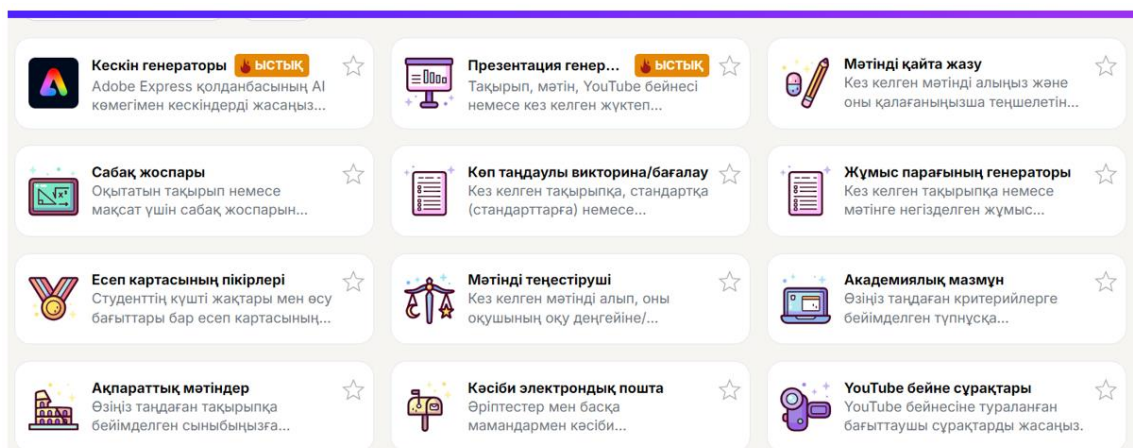 Кескін генераторы ЫСТЫҚ
Adobe Express қолданбасының AI
көмегімен кескіндерді жасаңыз...
Презентация генер... ЫСТЫҚ
Тақырып, мәтін, YouTube бейнесі
немесе кез келген жүктеп...
Мәтінді қайта жазу
Кез келген мәтінді алыңыз және
оны қалағаныңызша теңшелетін...
Сабақ жоспары
Оқытатын тақырып немесе
мақсат үшін сабақ жоспарын...
Көп таңдаулы викторина/бағалау
Кез келген тақырыпқа, стандартқа
(стандарттарға) немесе...
Жұмыс парағының генераторы
Кез келген тақырыпқа немесе
мәтінге негізделген жұмыс...
Есеп картасының пікірлері
Студенттің күшті жақтары мен өсу
бағыттары бар есеп картасының...
Мәтінді теңестіруші
Кез келген мәтінді алып, оны
оқушының оқу деңгейіне/...
Академиялық мазмұн
Өзіңіз таңдаған критерийлерге
бейімделген түпнұсқа...
Ақпараттық мәтіндер
Өзіңіз таңдаған тақырыпқа
бейімделген сыныбыңызға...
Кәсіби электрондық пошта
Әріптестер мен басқа
мамандармен кәсіби...
YouTube бейне сұрақтары
YouTube бейнесіне тураланған
бағыттаушы сұрақтарды жасаңыз.